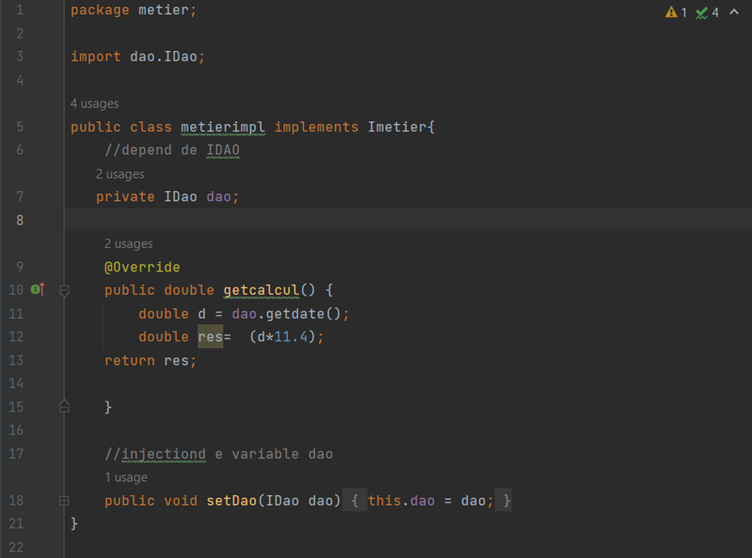 1 package metier;
2
3 import dao.IDao;
4
4 usages
5 public class metierimpl implements Imetier{
6 //depend de IDAO
2 usages
7 private IDao dao;
8
2 usages
9 @Override
10 public double getcalcul() {
11 double d = dao.getdate();
12 double res= (d*11.4);
13 return res;
14
15 }
16
17 //injectiond e variable dao
1 usage
18 public void setDao(IDao dao) { this.dao = dao; }
21 }
22
1 4